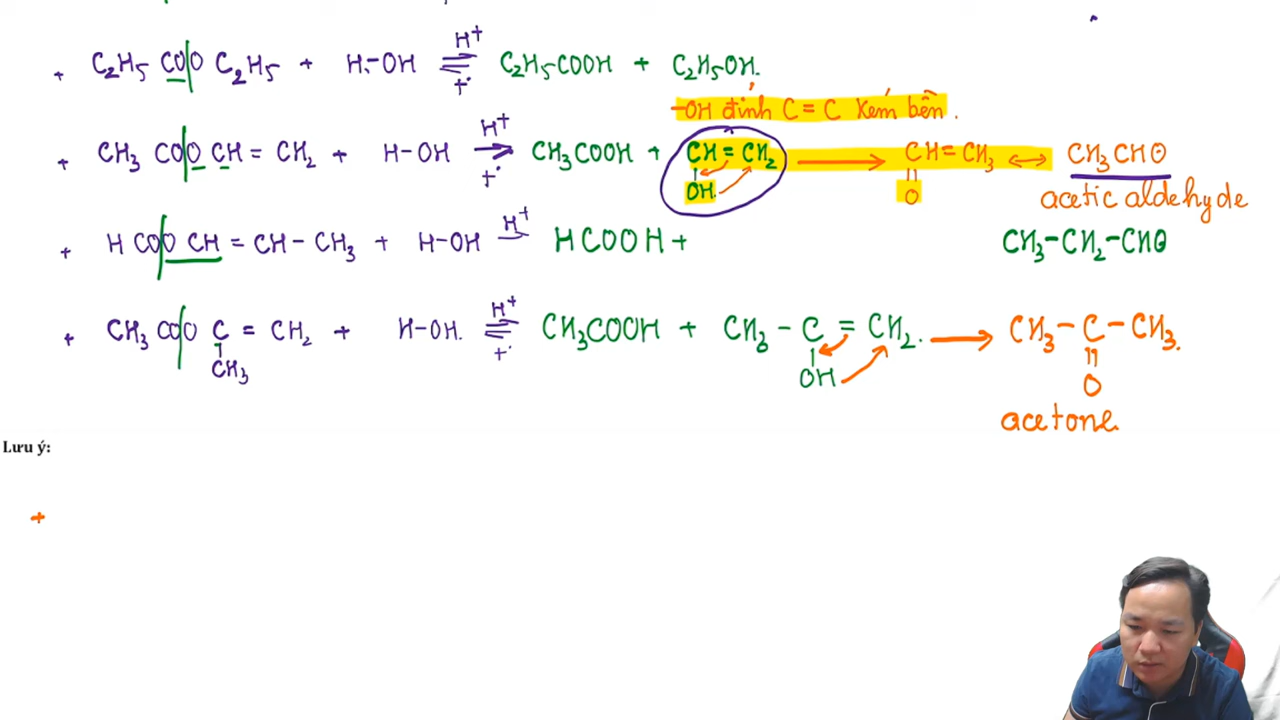 + C₂H₅ COO C₂H₅ + H-OH ⇌ H⁺ t° C₂H₅COOH + C₂H₅OH.
-OH đính C = C kém bền.
+ CH₃ COO CH = CH₂ + H-OH → H⁺ t° CH₃COOH + CH = CH₂ → CH = CH₃ ↔ CH₃CHO
OH. O acetic aldehyde
+ H COO CH = CH - CH₃ + H-OH ⇀ H⁺ HCOOH + CH₃-CH₂-CHO
+ CH₃ COO C = CH₂ + H-OH. ⇌ H⁺ t° CH₃COOH + CH₃ - C = CH₂. → CH₃ - C - CH₃.
CH₃ OH O
acetone
Lưu ý:
+